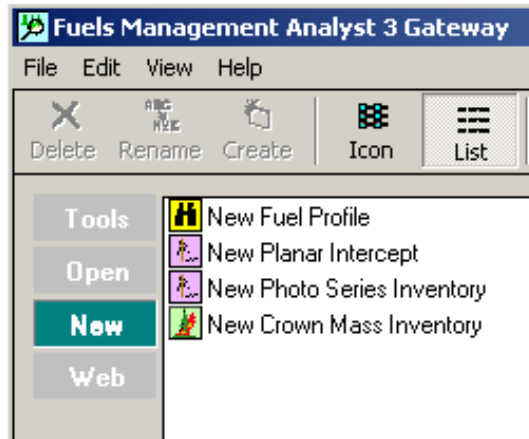 Fuels Management Analyst 3 Gateway
File Edit View Help
Delete Rename Create Icon List
Tools
Open
New
Web
New Fuel Profile
New Planar Intercept
New Photo Series Inventory
New Crown Mass Inventory